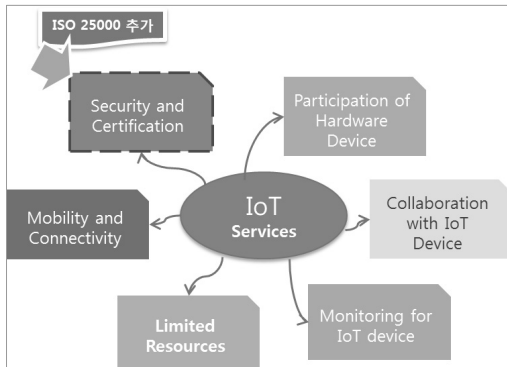 ISO 25000 추가
Security and
Certification
Participation of
Hardware
Device
IoT
Services
Mobility and
Connectivity
Collaboration
with IoT
Device
Limited
Resources
Monitoring for
IoT device